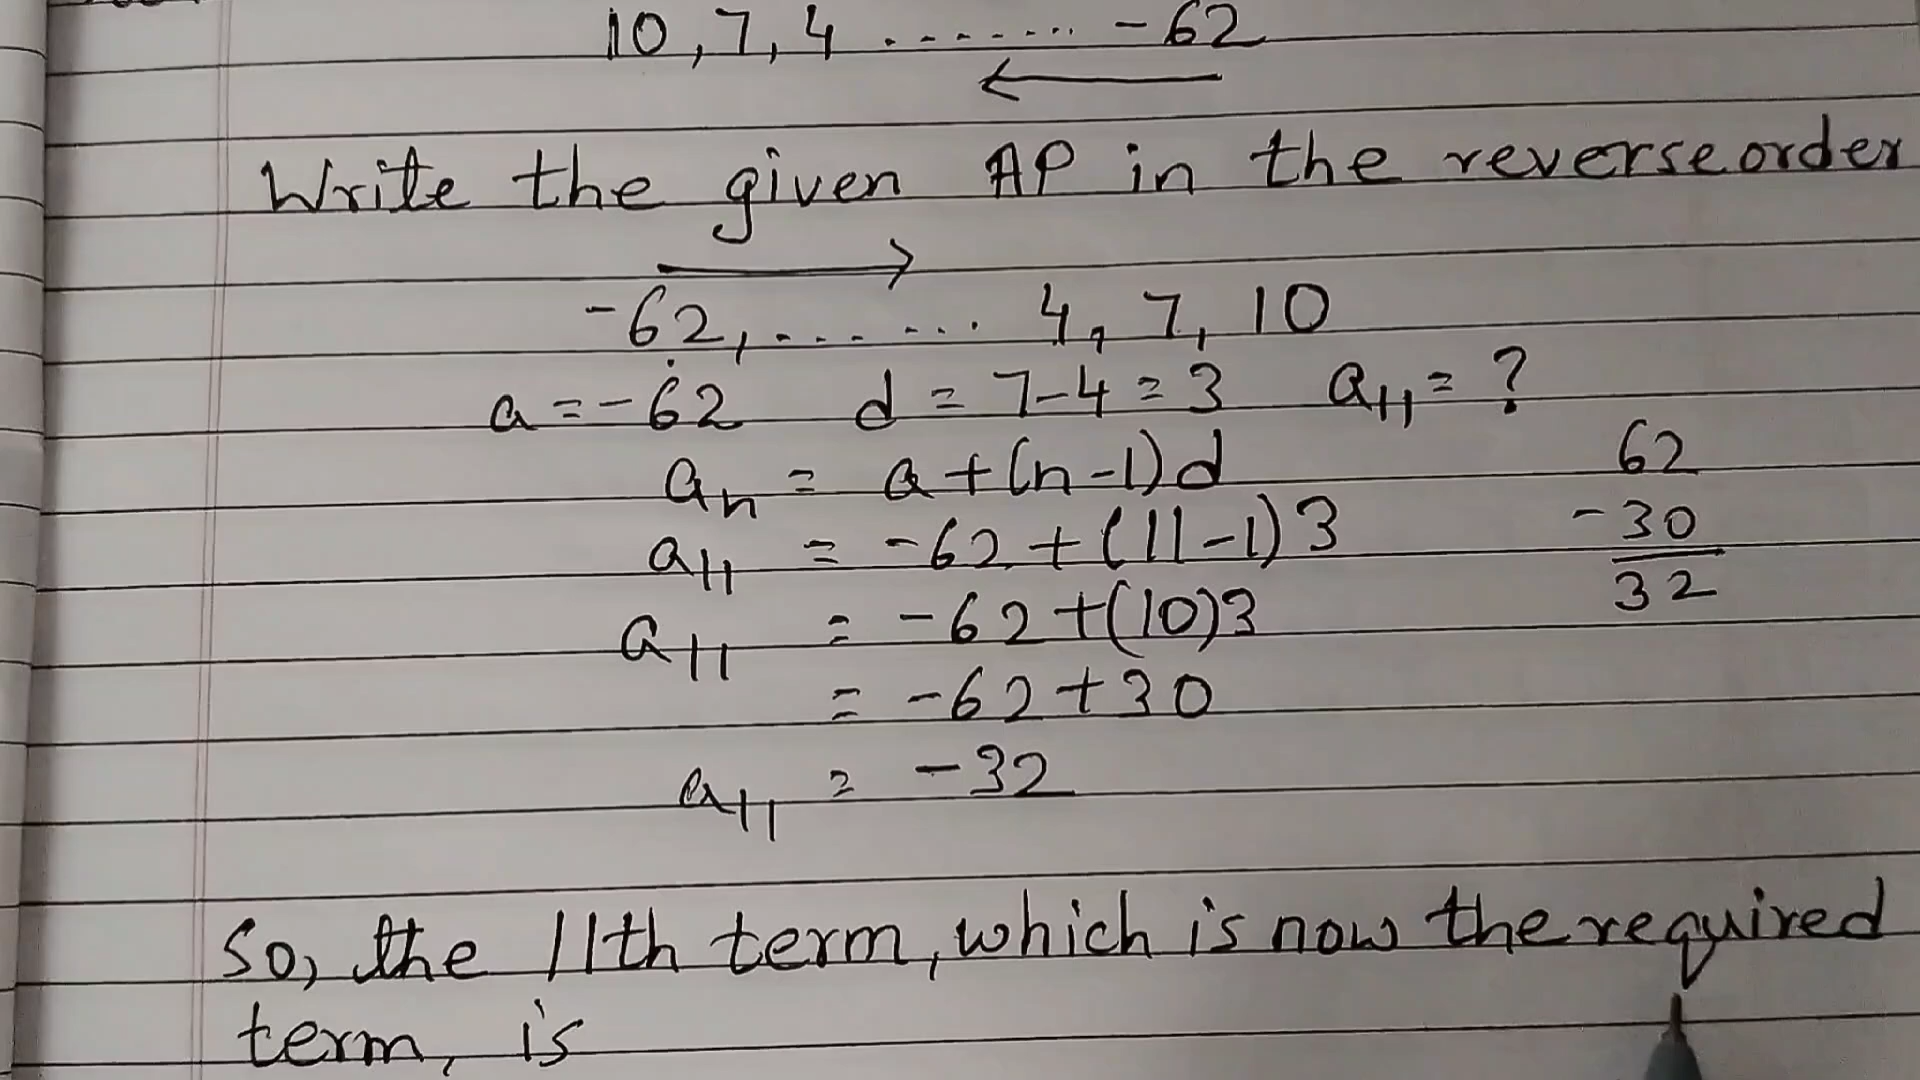 10, 7, 4 ........ -62
Write the given AP in the reverse order
-62, ....... 4, 7, 10
a = -62 d = 7-4 = 3 a11 = ?
an = a+(n-1)d
62
a11 = -62+(11-1)3
-30
a11 = -62+(10)3
32
= -62+30
a11 = -32
So, the 11th term, which is now the required
term, is